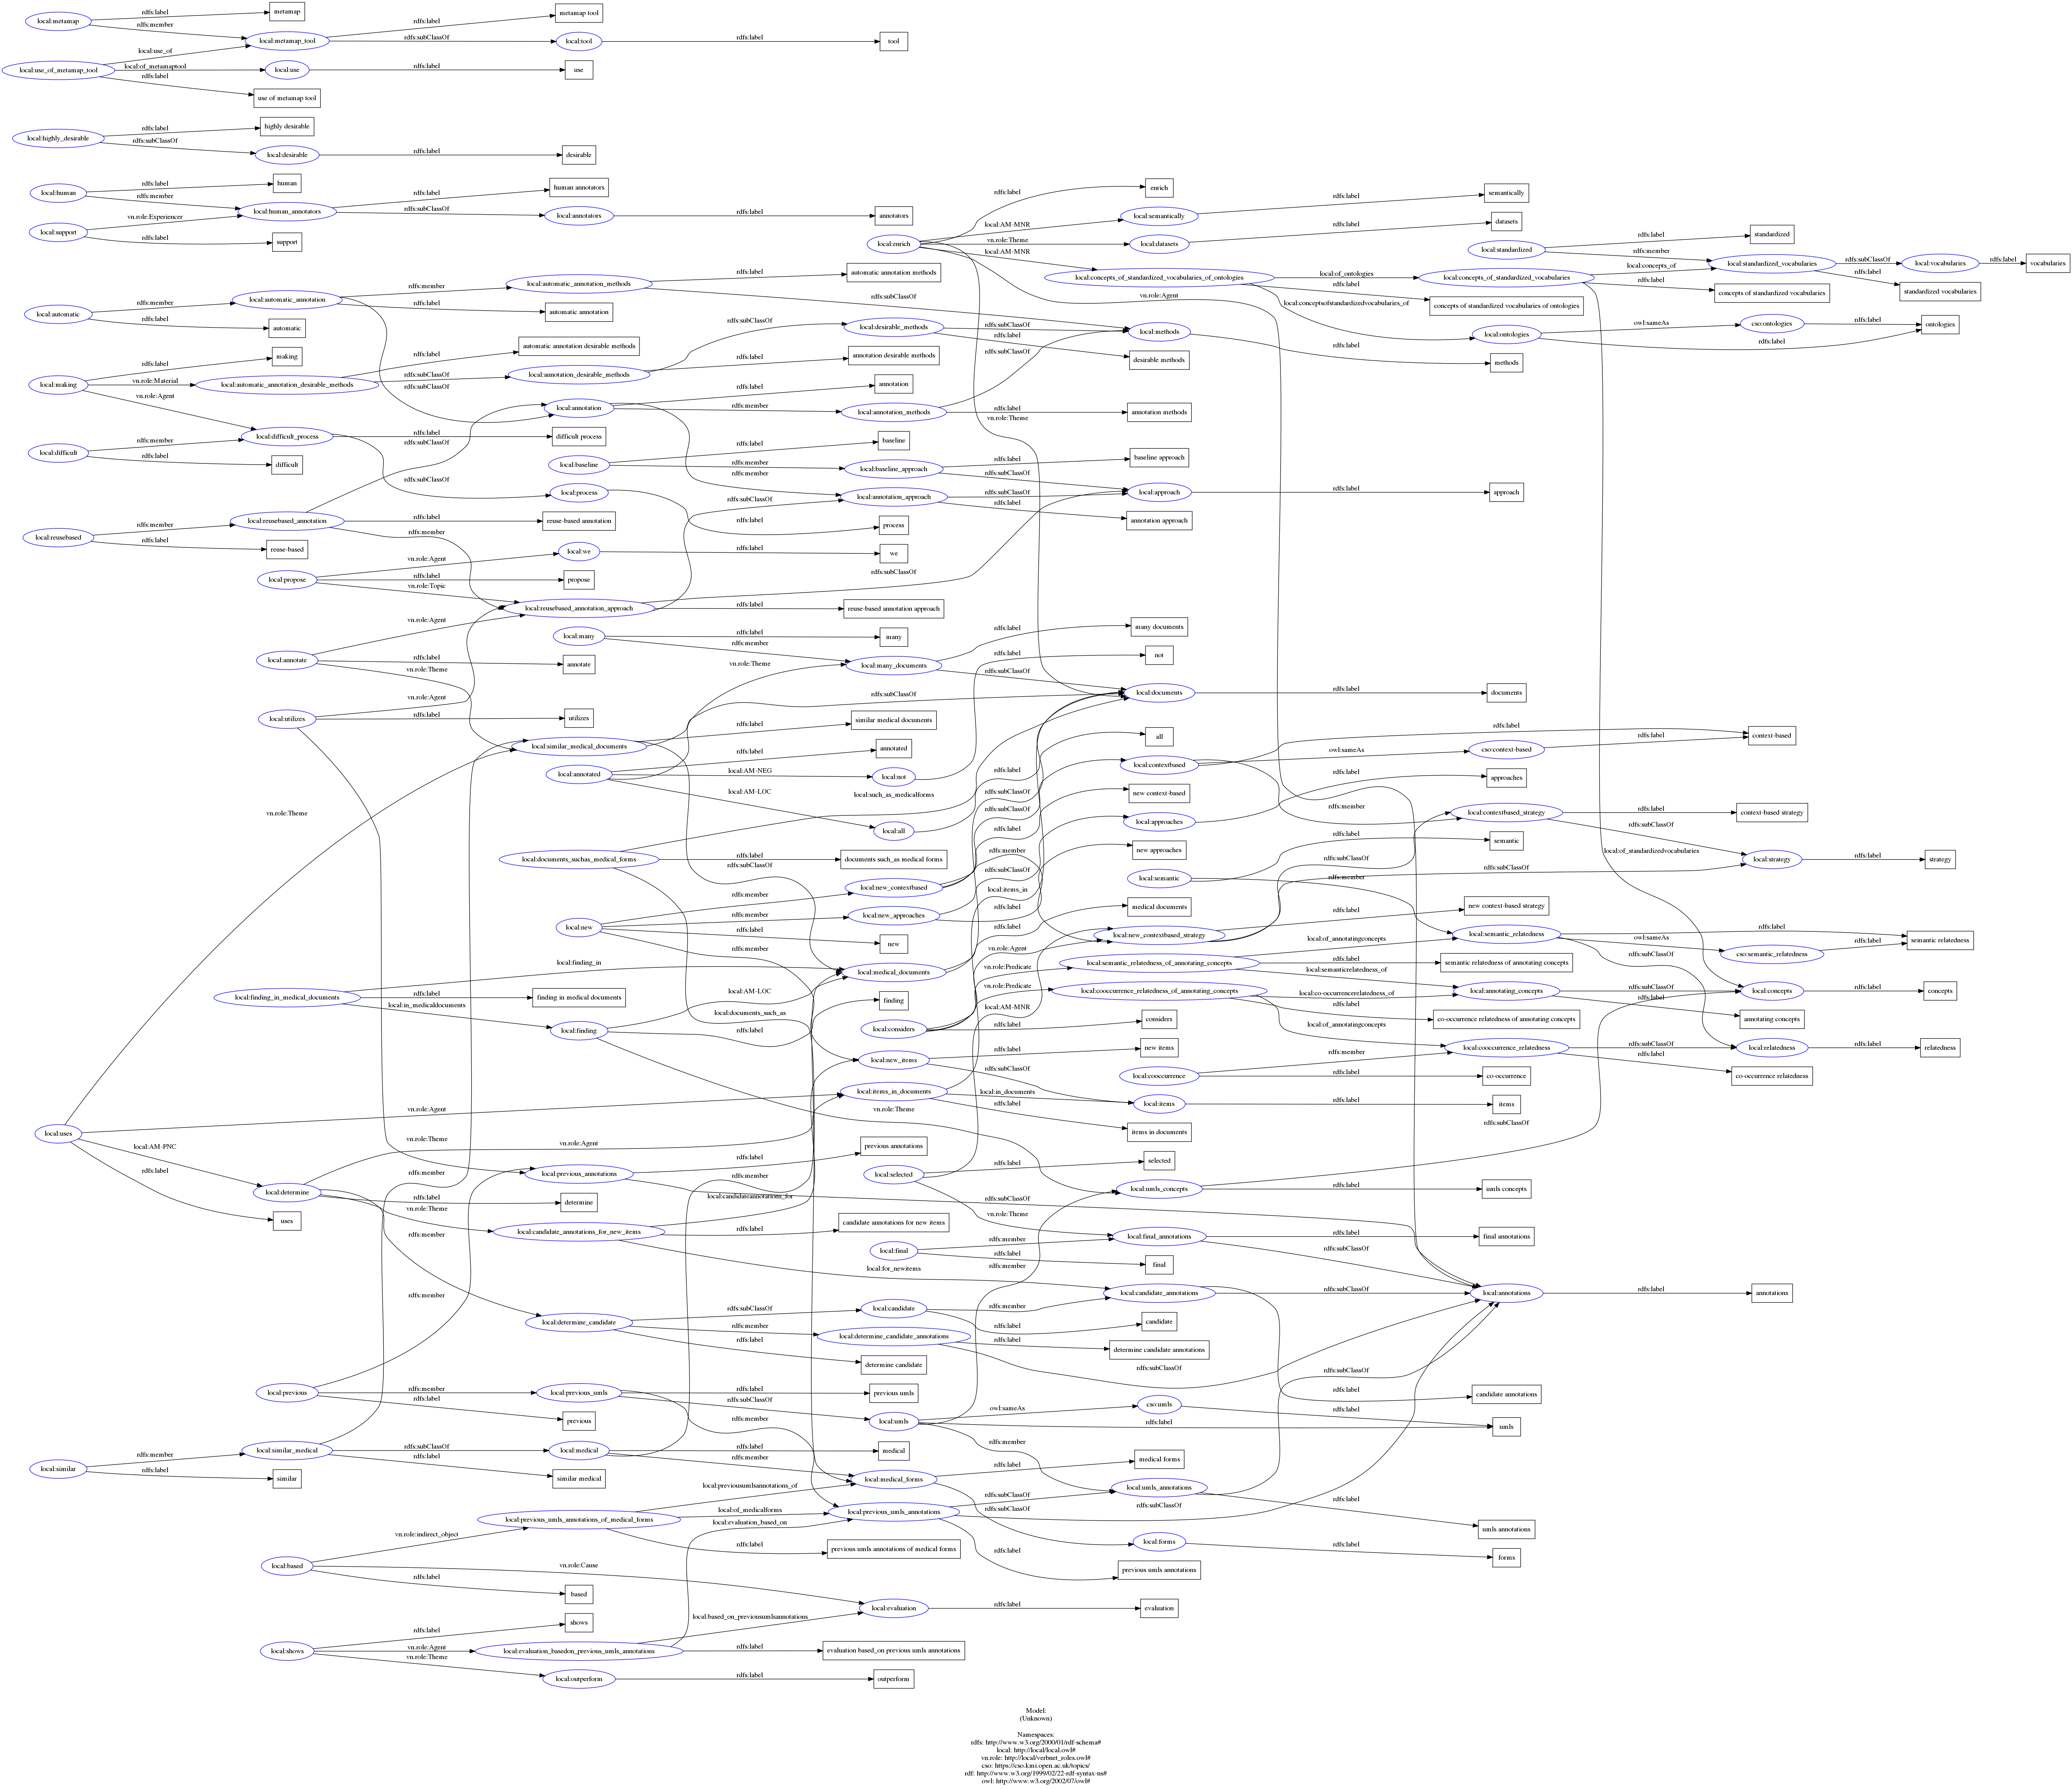 local:metamap
rdfs:label
metamap
rdfs:member
local:metamap_tool
rdfs:label
metamap tool
rdfs:subClassOf
local:tool
rdfs:label
tool
local:use_of_metamap_tool
local:use_of
local:of_metamaptool
local:use
rdfs:label
use
rdfs:label
use of metamap tool
local:highly_desirable
rdfs:label
highly desirable
rdfs:subClassOf
local:desirable
rdfs:label
desirable
local:human
rdfs:label
human
rdfs:member
local:human_annotators
rdfs:label
human annotators
rdfs:subClassOf
local:annotators
rdfs:label
annotators
local:support
vn.role:Experiencer
rdfs:label
support
local:enrich
rdfs:label
enrich
local:AM-MNR
local:semantically
rdfs:label
semantically
vn.role:Theme
local:datasets
rdfs:label
datasets
local:AM-MNR
local:concepts_of_standardized_vocabularies_of_ontologies
vn.role:Agent
vn.role:Theme
local:of_ontologies
local:concepts_of_standardized_vocabularies
rdfs:label
concepts of standardized vocabularies of ontologies
local:conceptsofstandardizedvocabularies_of
local:ontologies
owl:sameAs
cso:ontologies
rdfs:label
ontologies
rdfs:label
local:standardized
rdfs:label
standardized
rdfs:member
local:standardized_vocabularies
local:concepts_of
rdfs:label
concepts of standardized vocabularies
local:of_standardizedvocabularies
rdfs:subClassOf
local:vocabularies
rdfs:label
vocabularies
rdfs:label
standardized vocabularies
local:automatic
rdfs:member
local:automatic_annotation
rdfs:label
automatic
rdfs:member
local:automatic_annotation_methods
rdfs:label
automatic annotation methods
rdfs:subClassOf
rdfs:label
automatic annotation
rdfs:subClassOf
local:making
rdfs:label
making
vn.role:Material
local:automatic_annotation_desirable_methods
rdfs:label
automatic annotation desirable methods
rdfs:subClassOf
local:annotation_desirable_methods
rdfs:subClassOf
local:desirable_methods
rdfs:label
annotation desirable methods
rdfs:subClassOf
local:methods
rdfs:label
methods
rdfs:label
desirable methods
vn.role:Agent
local:difficult_process
rdfs:label
difficult process
rdfs:subClassOf
local:process
rdfs:label
process
local:difficult
rdfs:member
rdfs:label
difficult
local:annotation
rdfs:label
annotation
rdfs:member
local:annotation_methods
rdfs:subClassOf
rdfs:label
annotation methods
rdfs:member
local:baseline
rdfs:label
baseline
rdfs:member
local:baseline_approach
rdfs:label
baseline approach
rdfs:subClassOf
local:annotation_approach
rdfs:subClassOf
local:approach
rdfs:label
approach
rdfs:label
annotation approach
local:reusebased
rdfs:member
local:reusebased_annotation
rdfs:label
reuse-based
rdfs:subClassOf
rdfs:label
reuse-based annotation
rdfs:member
local:propose
vn.role:Agent
local:we
rdfs:label
we
rdfs:label
propose
vn.role:Topic
local:reusebased_annotation_approach
rdfs:subClassOf
rdfs:subClassOf
rdfs:label
reuse-based annotation approach
local:annotate
vn.role:Agent
rdfs:label
annotate
vn.role:Theme
local:many
rdfs:label
many
rdfs:member
local:many_documents
rdfs:label
many documents
rdfs:subClassOf
local:documents
rdfs:label
documents
local:utilizes
vn.role:Agent
rdfs:label
utilizes
vn.role:Theme
local:similar_medical_documents
rdfs:subClassOf
rdfs:label
similar medical documents
rdfs:subClassOf
local:annotated
vn.role:Theme
rdfs:label
annotated
local:AM-NEG
local:not
rdfs:label
not
local:AM-LOC
local:all
rdfs:label
all
local:documents_suchas_medical_forms
local:such_as_medicalforms
rdfs:label
documents such_as medical forms
local:documents_such_as
local:contextbased
rdfs:label
context-based
owl:sameAs
cso:context-based
rdfs:label
rdfs:member
local:contextbased_strategy
rdfs:label
context-based strategy
rdfs:subClassOf
local:strategy
rdfs:label
strategy
local:approaches
rdfs:label
approaches
local:new
rdfs:member
local:new_contextbased
rdfs:subClassOf
rdfs:label
new context-based
rdfs:member
rdfs:member
local:new_approaches
rdfs:subClassOf
rdfs:label
new approaches
rdfs:label
new
rdfs:member
local:semantic
rdfs:label
semantic
rdfs:member
local:new_contextbased_strategy
rdfs:subClassOf
rdfs:subClassOf
rdfs:label
new context-based strategy
local:finding_in_medical_documents
local:finding_in
rdfs:label
finding in medical documents
local:in_medicaldocuments
local:finding
local:AM-LOC
rdfs:label
finding
vn.role:Theme
local:medical_documents
rdfs:subClassOf
rdfs:label
medical documents
local:considers
vn.role:Agent
vn.role:Predicate
local:semantic_relatedness_of_annotating_concepts
vn.role:Predicate
local:cooccurrence_relatedness_of_annotating_concepts
rdfs:label
considers
local:of_annotatingconcepts
local:semantic_relatedness
rdfs:label
semantic relatedness of annotating concepts
local:semanticrelatedness_of
rdfs:label
semantic relatedness
owl:sameAs
cso:semantic_relatedness
rdfs:label
rdfs:subClassOf
local:co-occurrencerelatedness_of
local:annotating_concepts
rdfs:subClassOf
local:concepts
rdfs:label
concepts
rdfs:label
annotating concepts
rdfs:label
co-occurrence relatedness of annotating concepts
local:of_annotatingconcepts
local:cooccurrence_relatedness
rdfs:subClassOf
local:relatedness
rdfs:label
relatedness
rdfs:label
co-occurrence relatedness
local:cooccurrence
rdfs:member
rdfs:label
co-occurrence
local:new_items
rdfs:label
new items
rdfs:subClassOf
local:items_in_documents
local:items_in
local:in_documents
local:items
rdfs:label
items
rdfs:label
items in documents
local:uses
vn.role:Theme
vn.role:Agent
local:AM-PNC
rdfs:label
uses
local:determine
vn.role:Agent
rdfs:label
determine
vn.role:Theme
rdfs:member
vn.role:Theme
local:previous_annotations
rdfs:label
previous annotations
rdfs:subClassOf
local:candidate_annotations_for_new_items
local:candidateannotations_for
rdfs:label
candidate annotations for new items
local:for_newitems
local:selected
local:AM-MNR
rdfs:label
selected
vn.role:Theme
local:umls_concepts
rdfs:subClassOf
rdfs:label
umls concepts
local:final
rdfs:member
local:final_annotations
rdfs:label
final
rdfs:label
final annotations
rdfs:subClassOf
local:determine_candidate
rdfs:subClassOf
local:candidate
rdfs:member
local:determine_candidate_annotations
rdfs:label
determine candidate
rdfs:member
local:candidate_annotations
rdfs:label
candidate
rdfs:label
determine candidate annotations
rdfs:subClassOf
rdfs:subClassOf
local:annotations
rdfs:label
annotations
rdfs:label
candidate annotations
local:previous
rdfs:member
rdfs:member
local:previous_umls
rdfs:label
previous
rdfs:label
previous umls
rdfs:subClassOf
rdfs:member
local:umls
rdfs:member
owl:sameAs
cso:umls
rdfs:label
umls
rdfs:label
rdfs:member
local:similar
rdfs:member
local:similar_medical
rdfs:label
similar
rdfs:member
rdfs:subClassOf
local:medical
rdfs:label
similar medical
rdfs:member
rdfs:label
medical
rdfs:member
local:medical_forms
rdfs:label
medical forms
rdfs:subClassOf
local:forms
rdfs:label
forms
local:previous_umls_annotations_of_medical_forms
local:previousumlsannotations_of
local:of_medicalforms
rdfs:label
previous umls annotations of medical forms
local:previous_umls_annotations
rdfs:subClassOf
local:umls_annotations
rdfs:subClassOf
rdfs:label
umls annotations
rdfs:subClassOf
rdfs:label
previous umls annotations
local:based
vn.role:indirect_object
vn.role:Cause
rdfs:label
based
local:evaluation
rdfs:label
evaluation
local:shows
rdfs:label
shows
vn.role:Agent
local:evaluation_basedon_previous_umls_annotations
local:evaluation_based_on
local:based_on_previousumlsannotations
rdfs:label
evaluation based_on previous umls annotations
vn.role:Theme
local:outperform
rdfs:label
outperform
Model:
(Unknown)
Namespaces:
rdfs: http://www.w3.org/2000/01/rdf-schema#
local: http://local/local.owl#
vn.role: http://local/verbnet_roles.owl#
cso: https://cso.kmi.open.ac.uk/topics/
rdf: http://www.w3.org/1999/02/22-rdf-syntax-ns#
owl: http://www.w3.org/2002/07/owl#